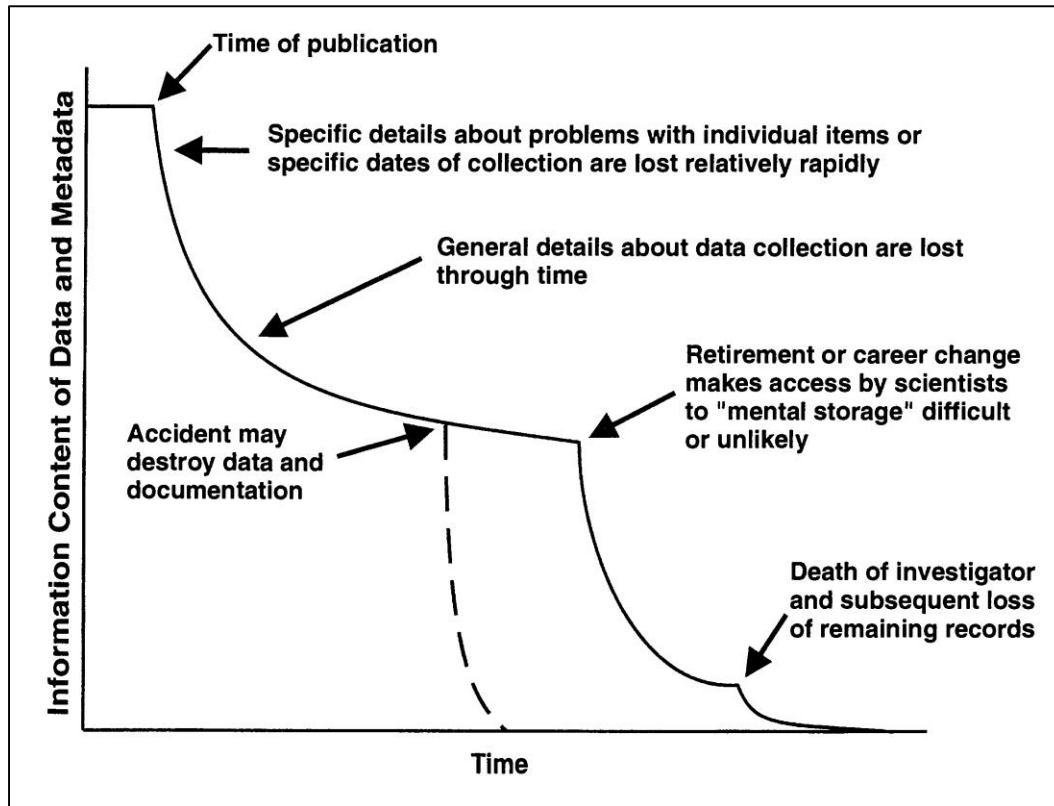 Time of publication
Specific details about problems with individual items or
specific dates of collection are lost relatively rapidly
General details about data collection are lost
through time
Retirement or career change
makes access by scientists
to "mental storage" difficult
or unlikely
Accident may
destroy data and
documentation
Death of investigator
and subsequent loss
of remaining records
Information Content of Data and Metadata
Time